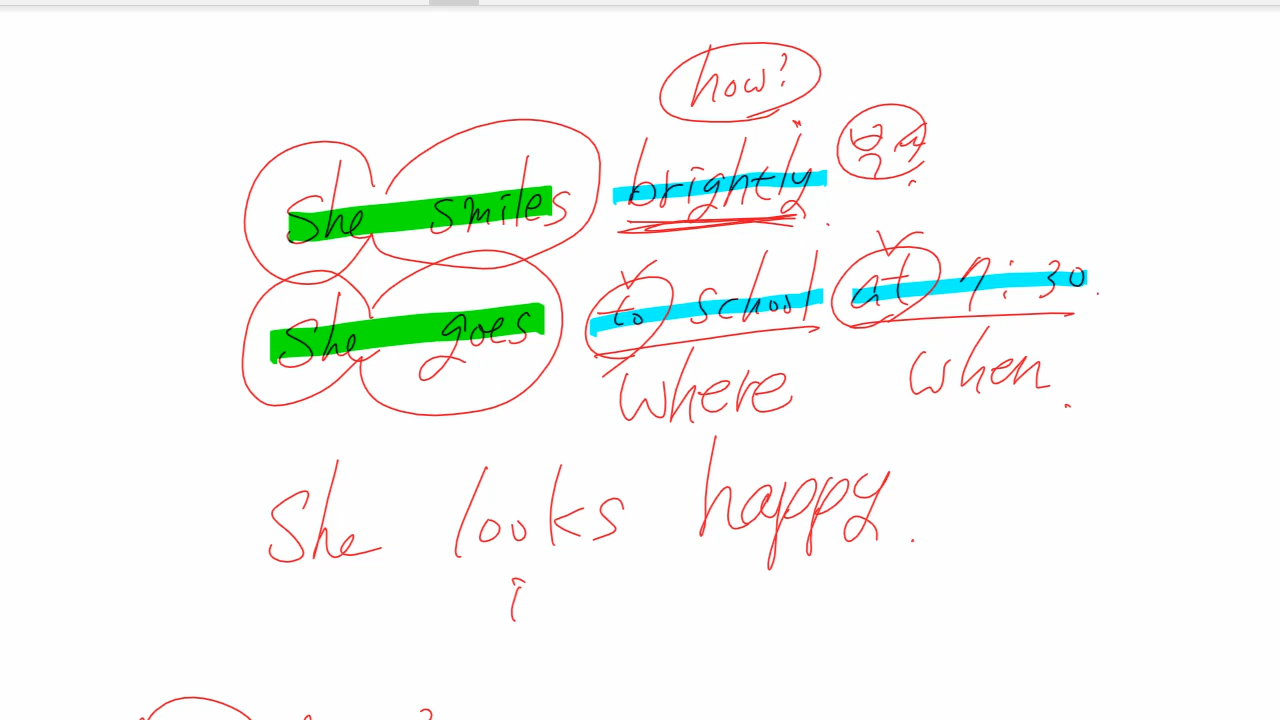 how?
She smiles brightly.
She goes to school at 7:30.
where when.
She looks happy.